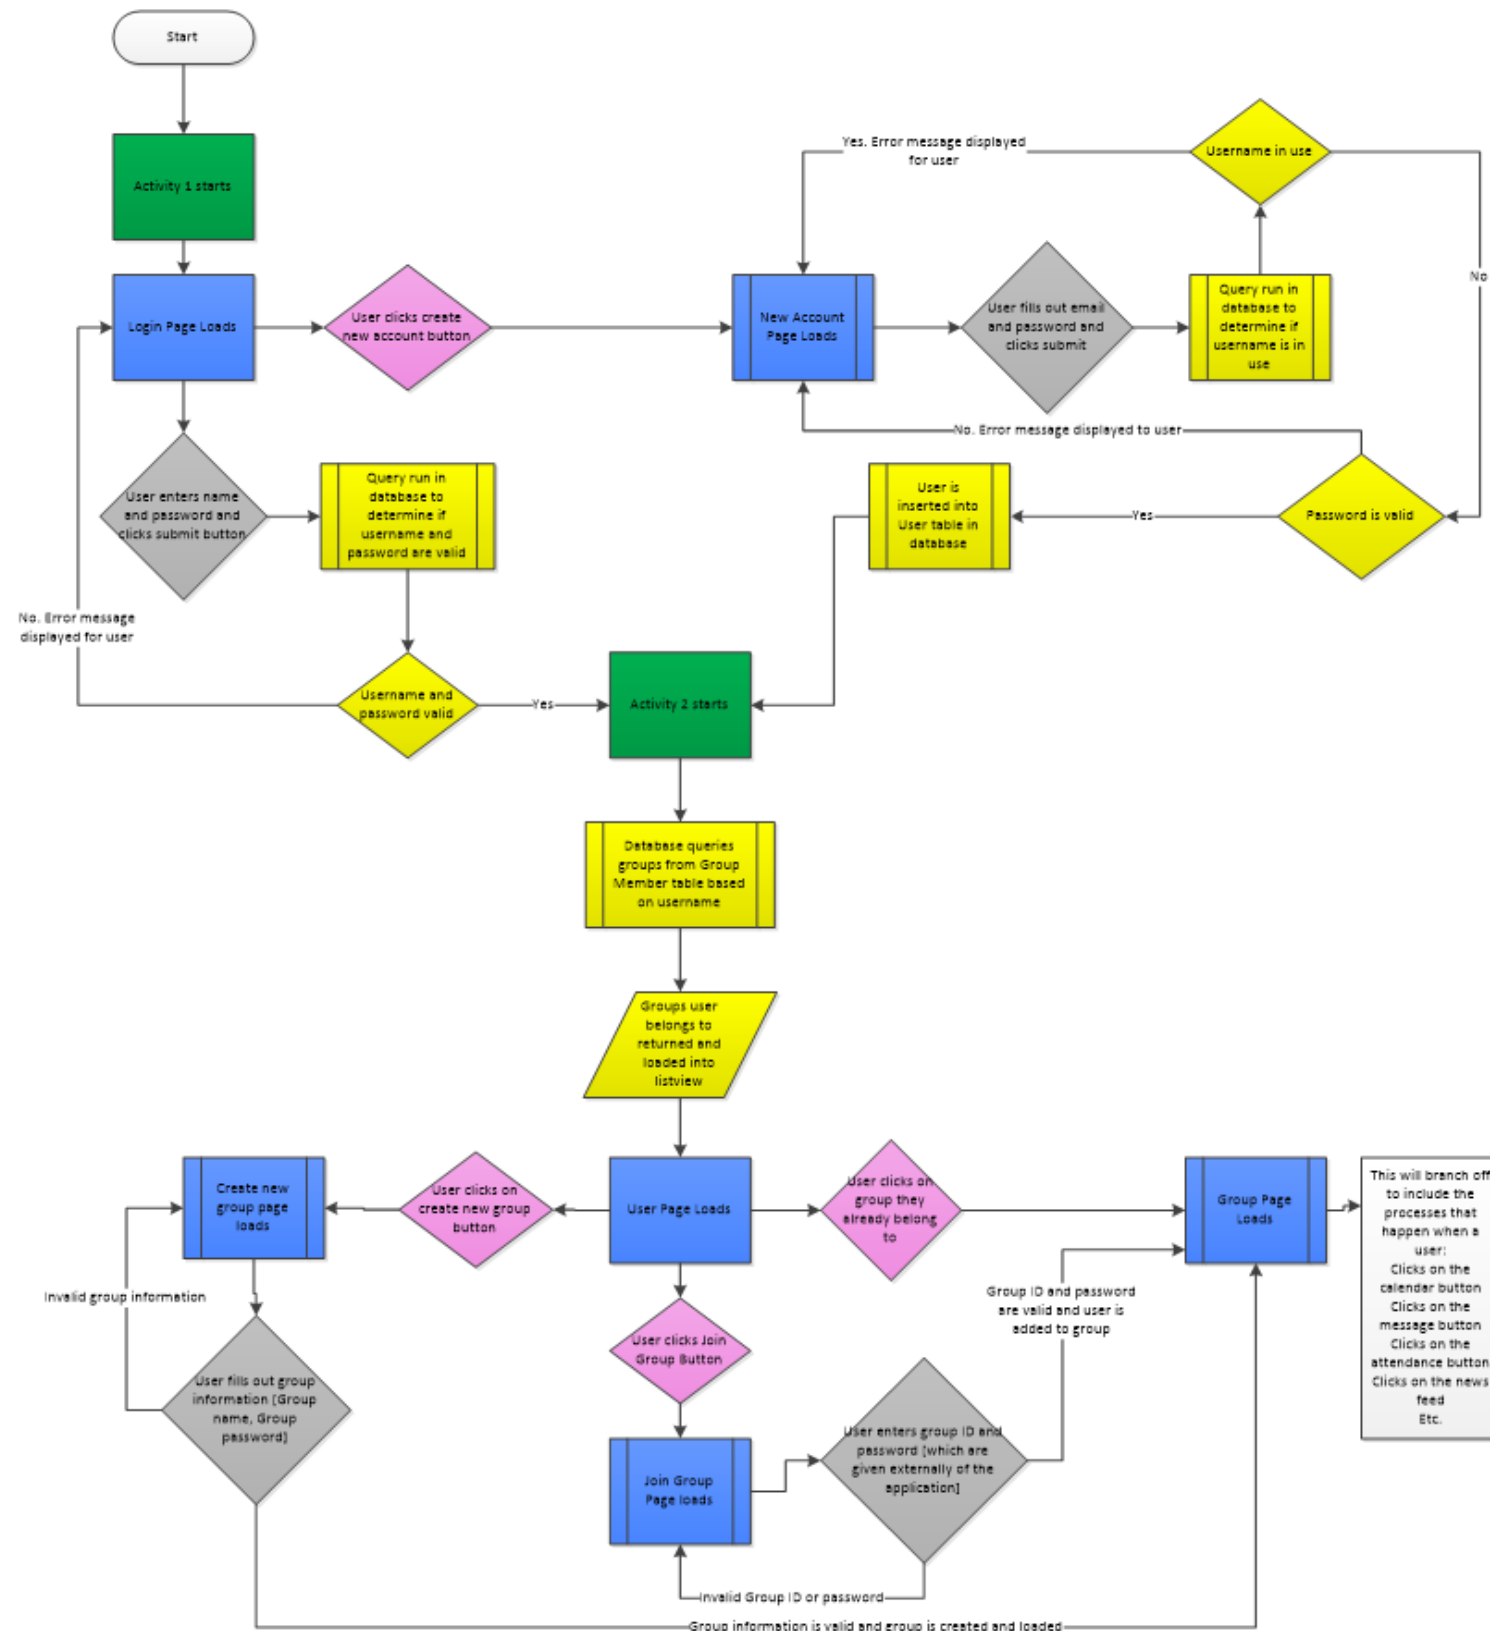 Start
Activity 1 starts
Username in use
Yes. Error message displayed
for user
No
Login Page Loads
User clicks create
new account button
New Account
Page Loads
User fills out email
and password and
clicks submit
Query run in
database to
determine if
username is in
use
No. Error message displayed to user
User enters name
and password and
clicks submit button
Query run in
database to
determine if
username and
password are valid
User is
inserted into
User table in
database
Yes
Password is valid
No. Error message
displayed for user
Username and
password valid
Yes
Activity 2 starts
Database queries
groups from Group
Member table based
on username
Groups user
belongs to
returned and
loaded into
listview
Create new
group page
loads
User clicks on
create new group
button
User Page Loads
User clicks on
group they
already belong
to
Group Page
Loads
This will branch off
to include the
processes that
happen when a
user:
Clicks on the
calendar button
Clicks on the
message button
Clicks on the
attendance button
Clicks on the news
feed
Etc.
Invalid group information
Group ID and password
are valid and user is
added to group
User clicks Join
Group Button
User fills out group
information [Group
name, Group
password]
Join Group
Page loads
User enters group ID and
password [which are
given externally of the
application]
Invalid Group ID or password
Group information is valid and group is created and loaded